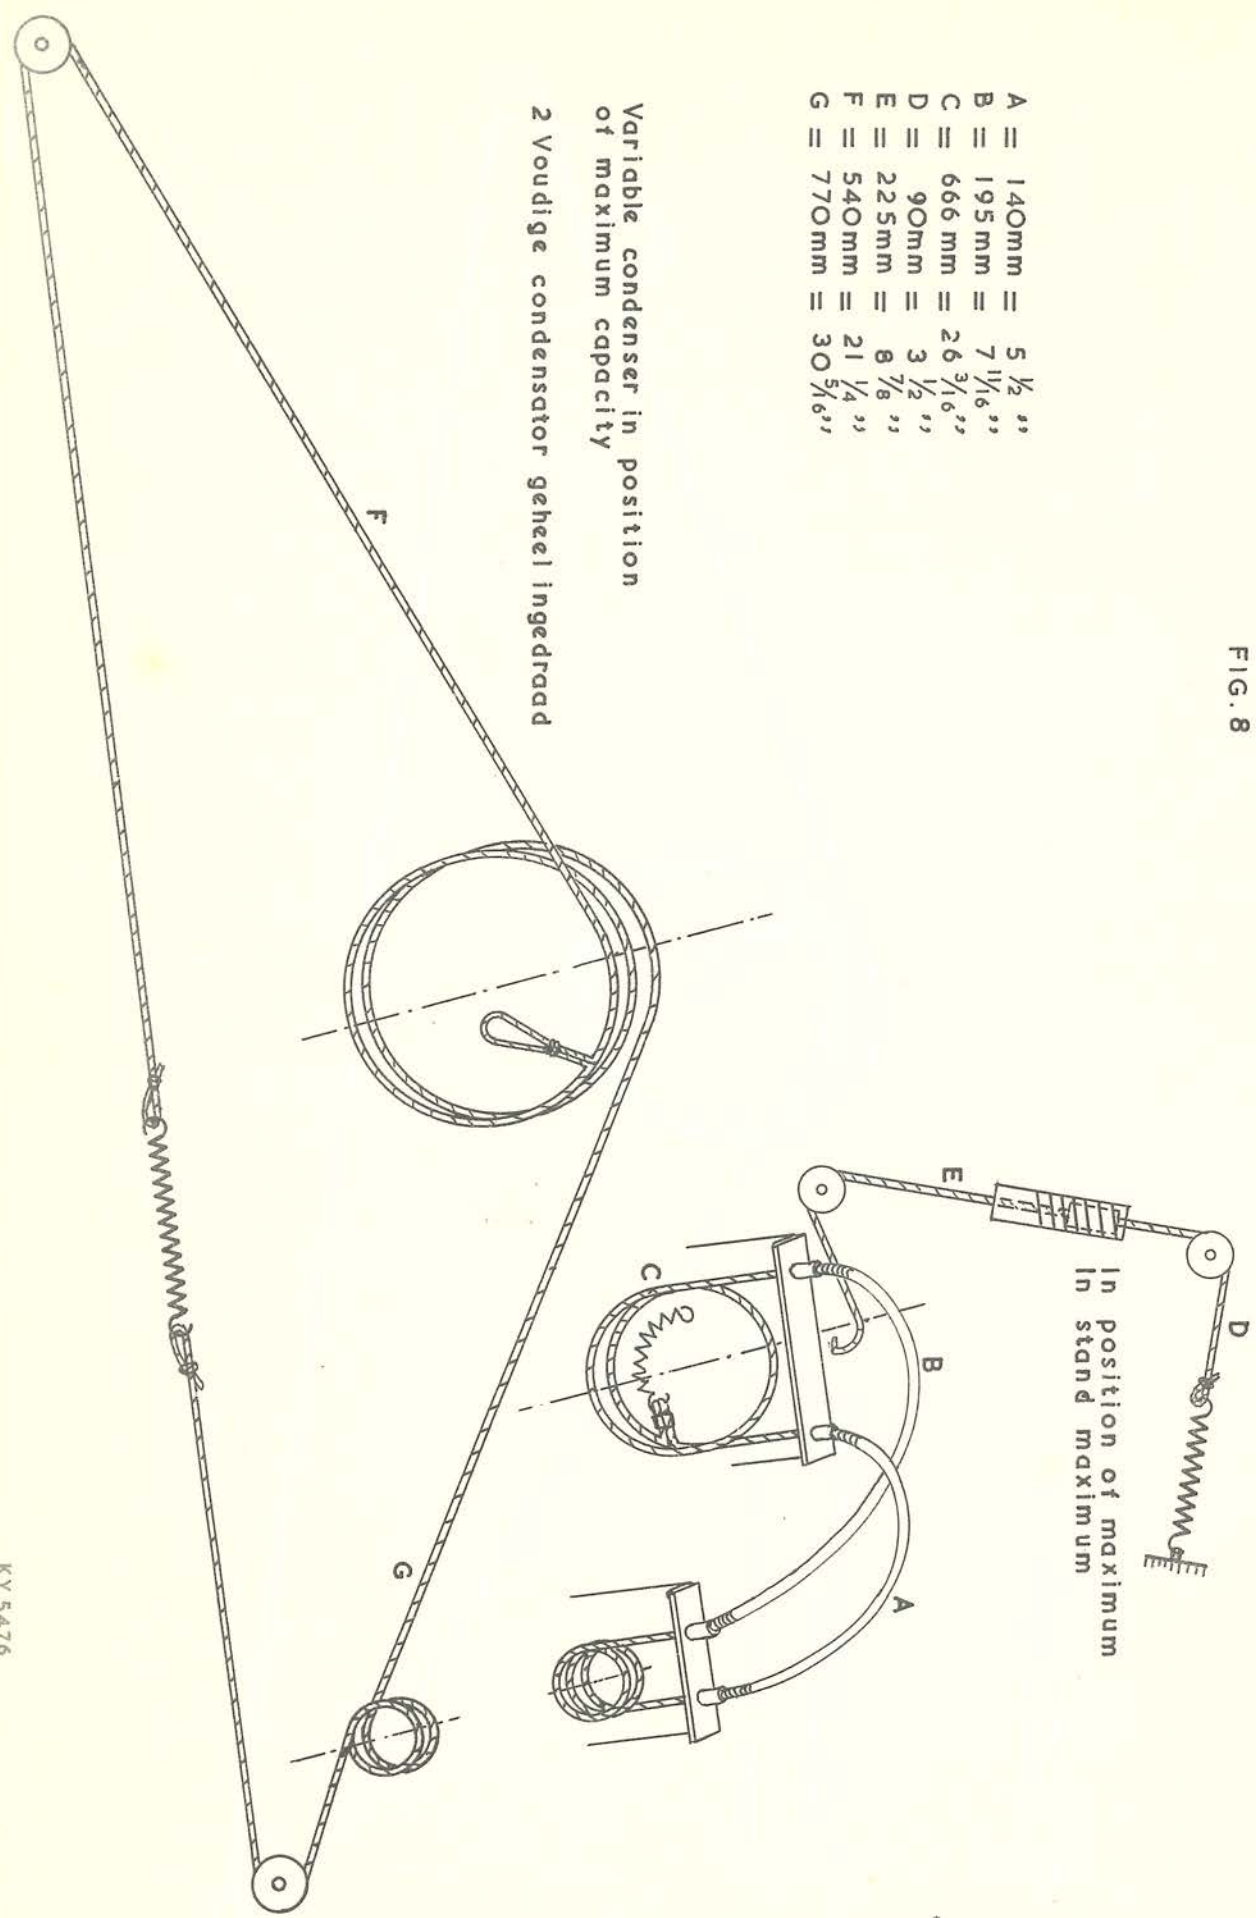 FIG. 8
A = 140mm = 5 ½ ,,
B = 195mm = 7 11/16 ,,
C = 666mm = 26 3/16 ,,
D = 90mm = 3 ½ ,,
E = 225mm = 8 ⅞ ,,
F = 540mm = 21 ¼ ,,
G = 770mm = 30 5/16 ,,
Variable condenser in position
of maximum capacity
2 Voudige condensator geheel ingedraad
In position of maximum
In stand maximum
D
E
B
C
A
F
G
KY 5476